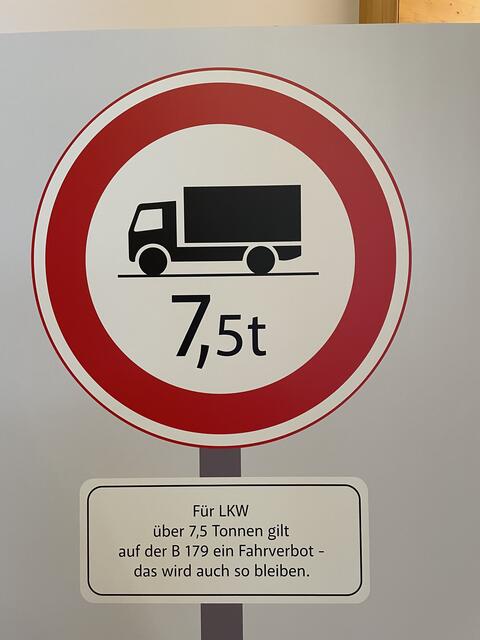 7,5t
Für LKW
über 7,5 Tonnen gilt
auf der B 179 ein Fahrverbot –
das wird auch so bleiben.